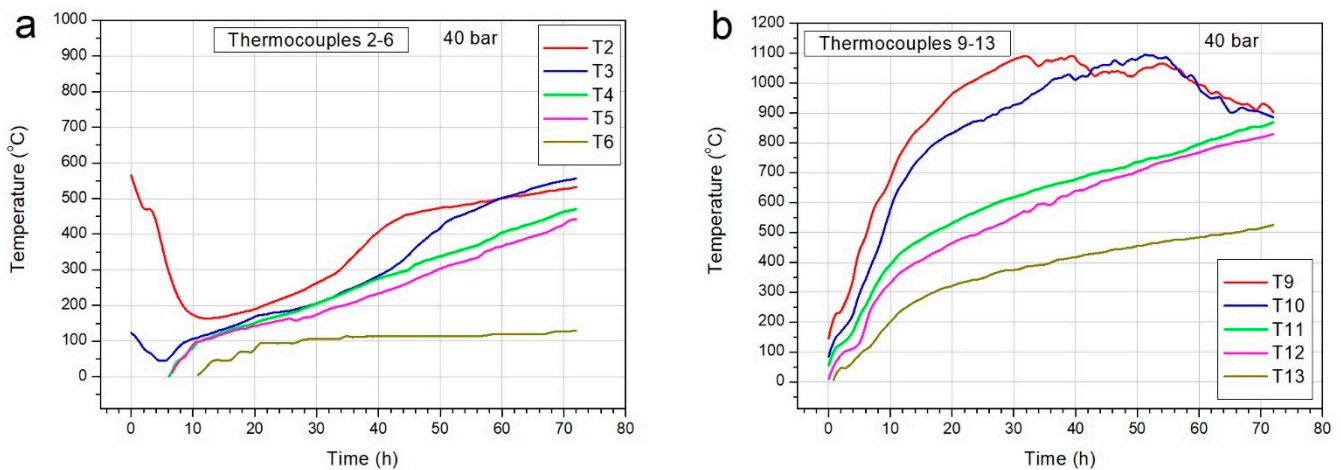 a
Thermocouples 2-6
40 bar
T2
T3
T4
T5
T6
Temperature (°C)
1000
900
800
700
600
500
400
300
200
100
0
0 10 20 30 40 50 60 70 80
Time (h)
b
Thermocouples 9-13
40 bar
T9
T10
T11
T12
T13
Temperature (°C)
1200
1100
1000
900
800
700
600
500
400
300
200
100
0
0 10 20 30 40 50 60 70 80
Time (h)